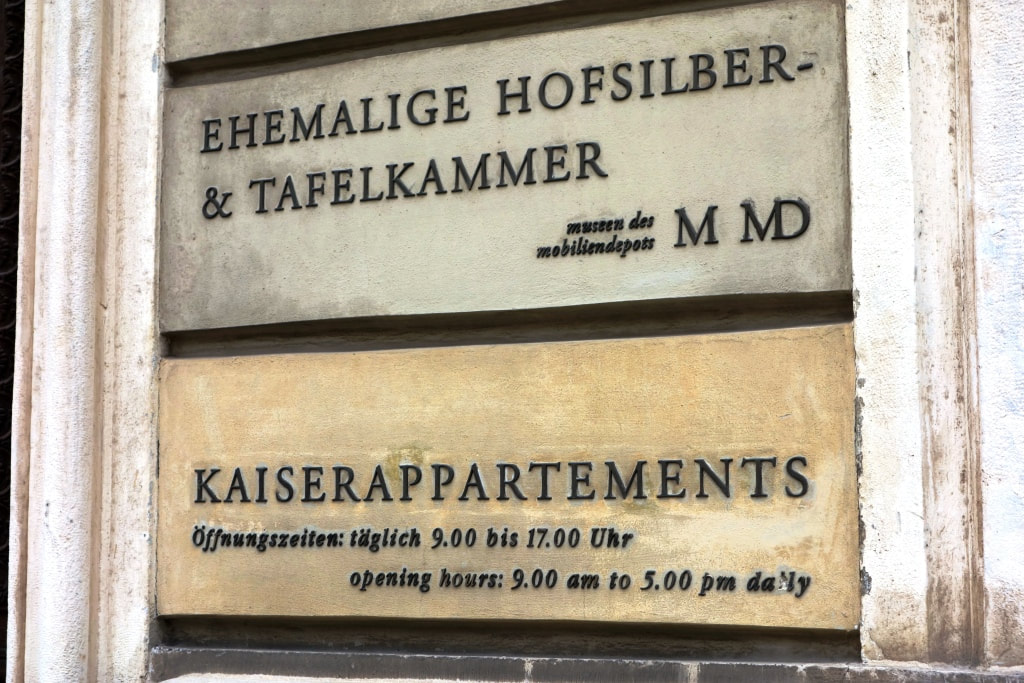 EHEMALIGE HOFSILBER-
& TAFELKAMMER
museen des
mobiliendepots
M MD
KAISERAPPARTEMENTS
Öffnungszeiten: täglich 9.00 bis 17.00 Uhr
opening hours: 9.00 am to 5.00 pm daily